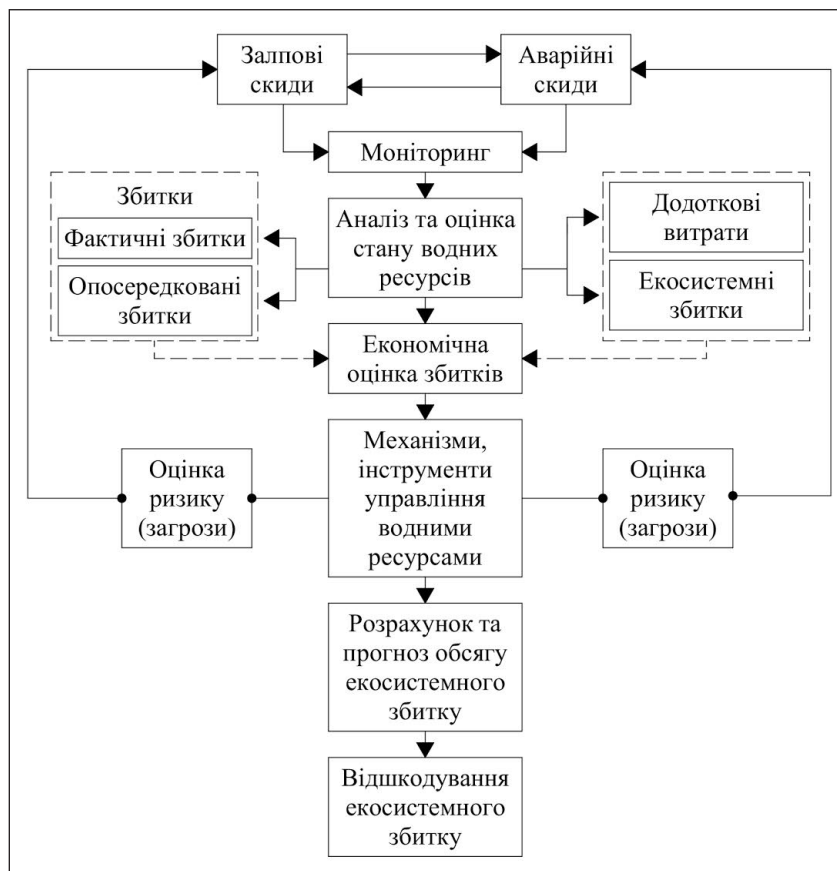 Залпові
скиди
Аварійні
скиди
Моніторинг
Збитки
Фактичні збитки
Опосередковані
збитки
Аналіз та оцінка
стану водних
ресурсів
Додоткові
витрати
Екосистемні
збитки
Економічна
оцінка збитків
Оцінка
ризику
(загрози)
Механізми,
інструменти
управління
водними
ресурсами
Оцінка
ризику
(загрози)
Розрахунок та
прогноз обсягу
екосистемного
збитку
Відшкодування
екосистемного
збитку